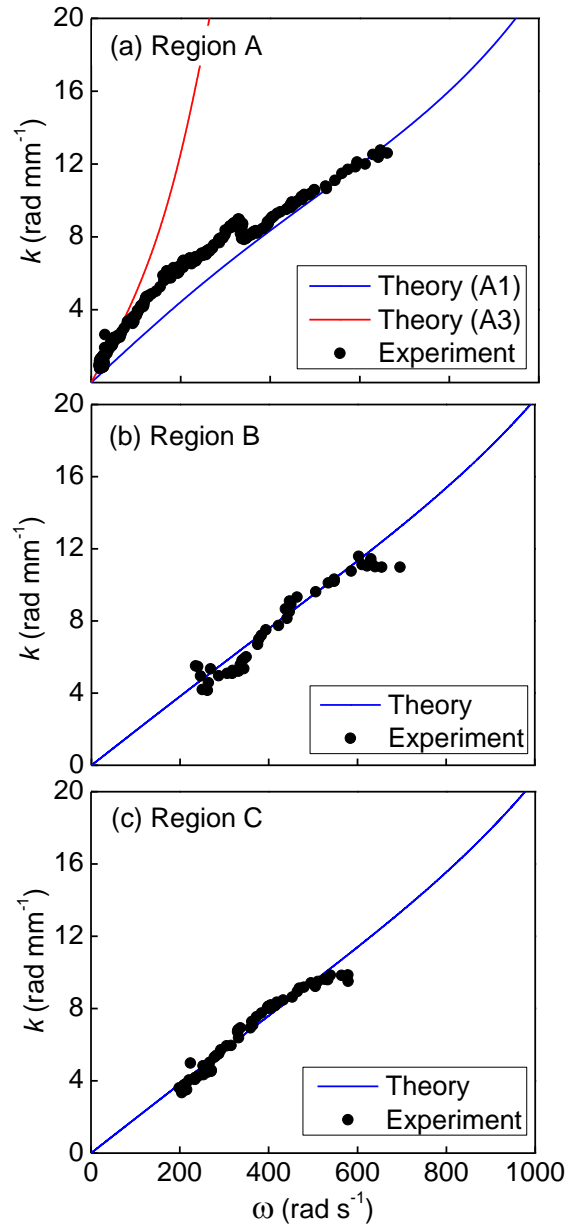 20
(a) Region A
16
12
8
4
k (rad mm⁻¹)
Theory (A1)
Theory (A3)
Experiment
20
(b) Region B
16
12
8
4
0
k (rad mm⁻¹)
Theory
Experiment
20
(c) Region C
16
12
8
4
0
k (rad mm⁻¹)
Theory
Experiment
0 200 400 600 800 1000
ω (rad s⁻¹)